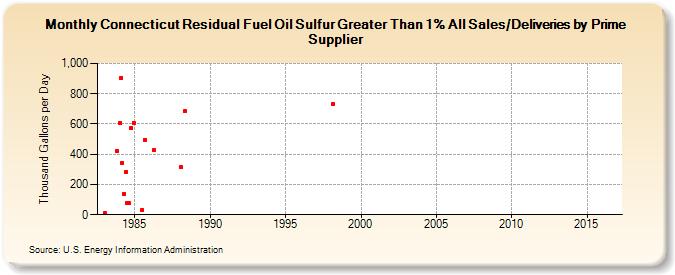 Monthly Connecticut Residual Fuel Oil Sulfur Greater Than 1% All Sales/Deliveries by Prime
Supplier
Thousand Gallons per Day
1,000
800
600
400
200
0
1985 1990 1995 2000 2005 2010 2015
Source: U.S. Energy Information Administration